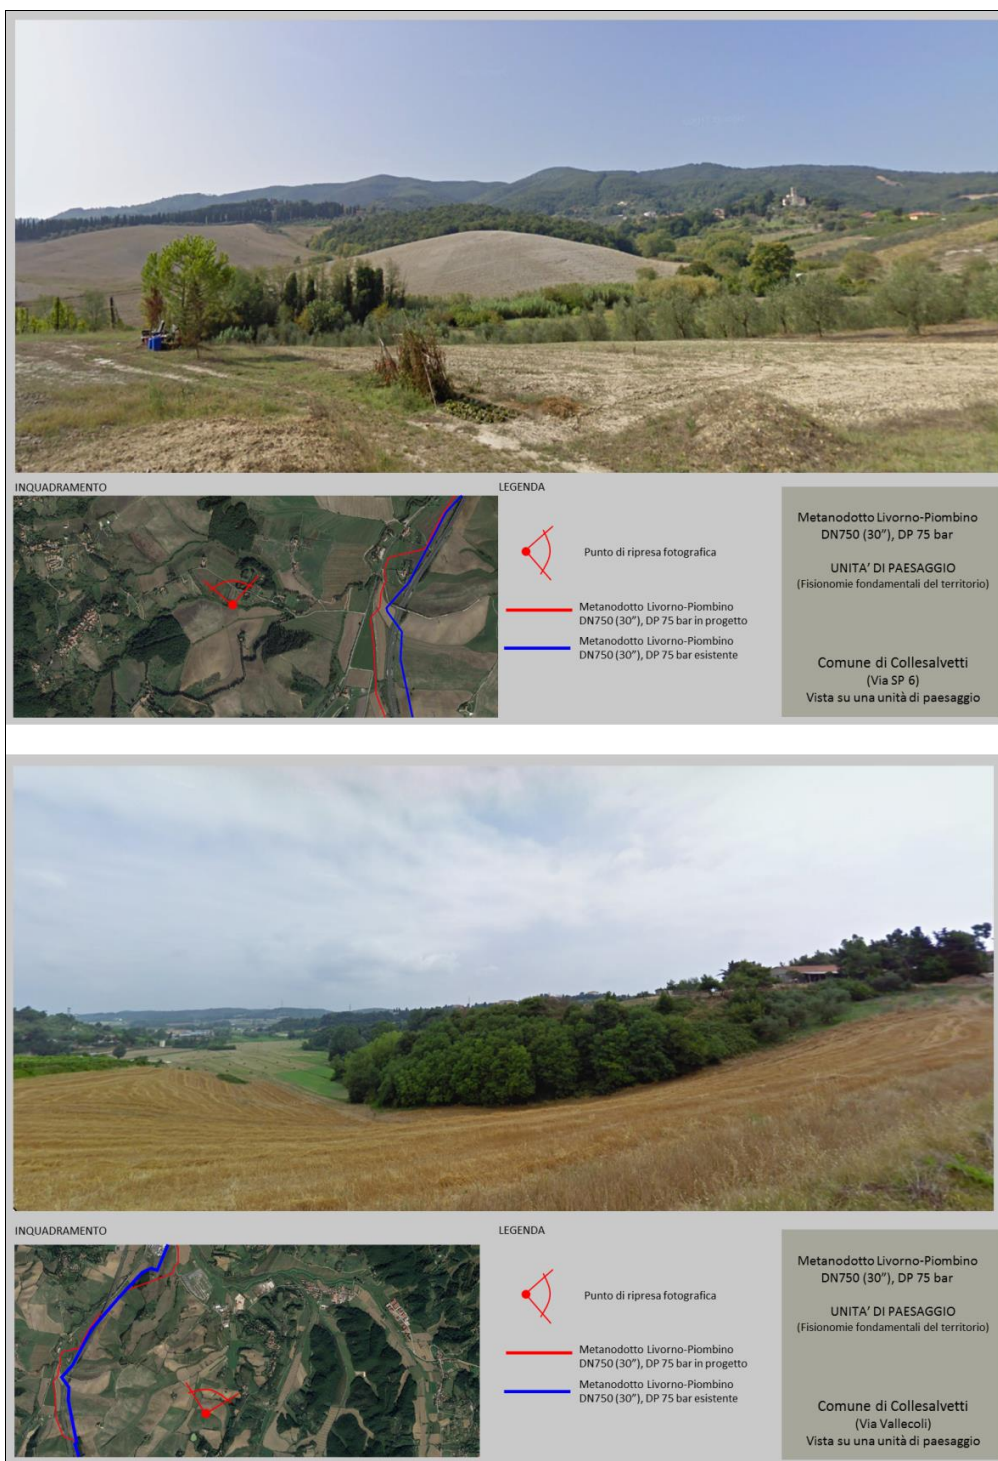 INQUADRAMENTO
LEGENDA
Punto di ripresa fotografica
Metanodotto Livorno-Piombino
DN750 (30”), DP 75 bar in progetto
Metanodotto Livorno-Piombino
DN750 (30”), DP 75 bar esistente
Metanodotto Livorno-Piombino
DN750 (30”), DP 75 bar
UNITA’ DI PAESAGGIO
(Fisionomie fondamentali del territorio)
Comune di Collesalvetti
(Via SP 6)
Vista su una unità di paesaggio
INQUADRAMENTO
LEGENDA
Punto di ripresa fotografica
Metanodotto Livorno-Piombino
DN750 (30”), DP 75 bar in progetto
Metanodotto Livorno-Piombino
DN750 (30”), DP 75 bar esistente
Metanodotto Livorno-Piombino
DN750 (30”), DP 75 bar
UNITA’ DI PAESAGGIO
(Fisionomie fondamentali del territorio)
Comune di Collesalvetti
(Via Vallecoli)
Vista su una unità di paesaggio